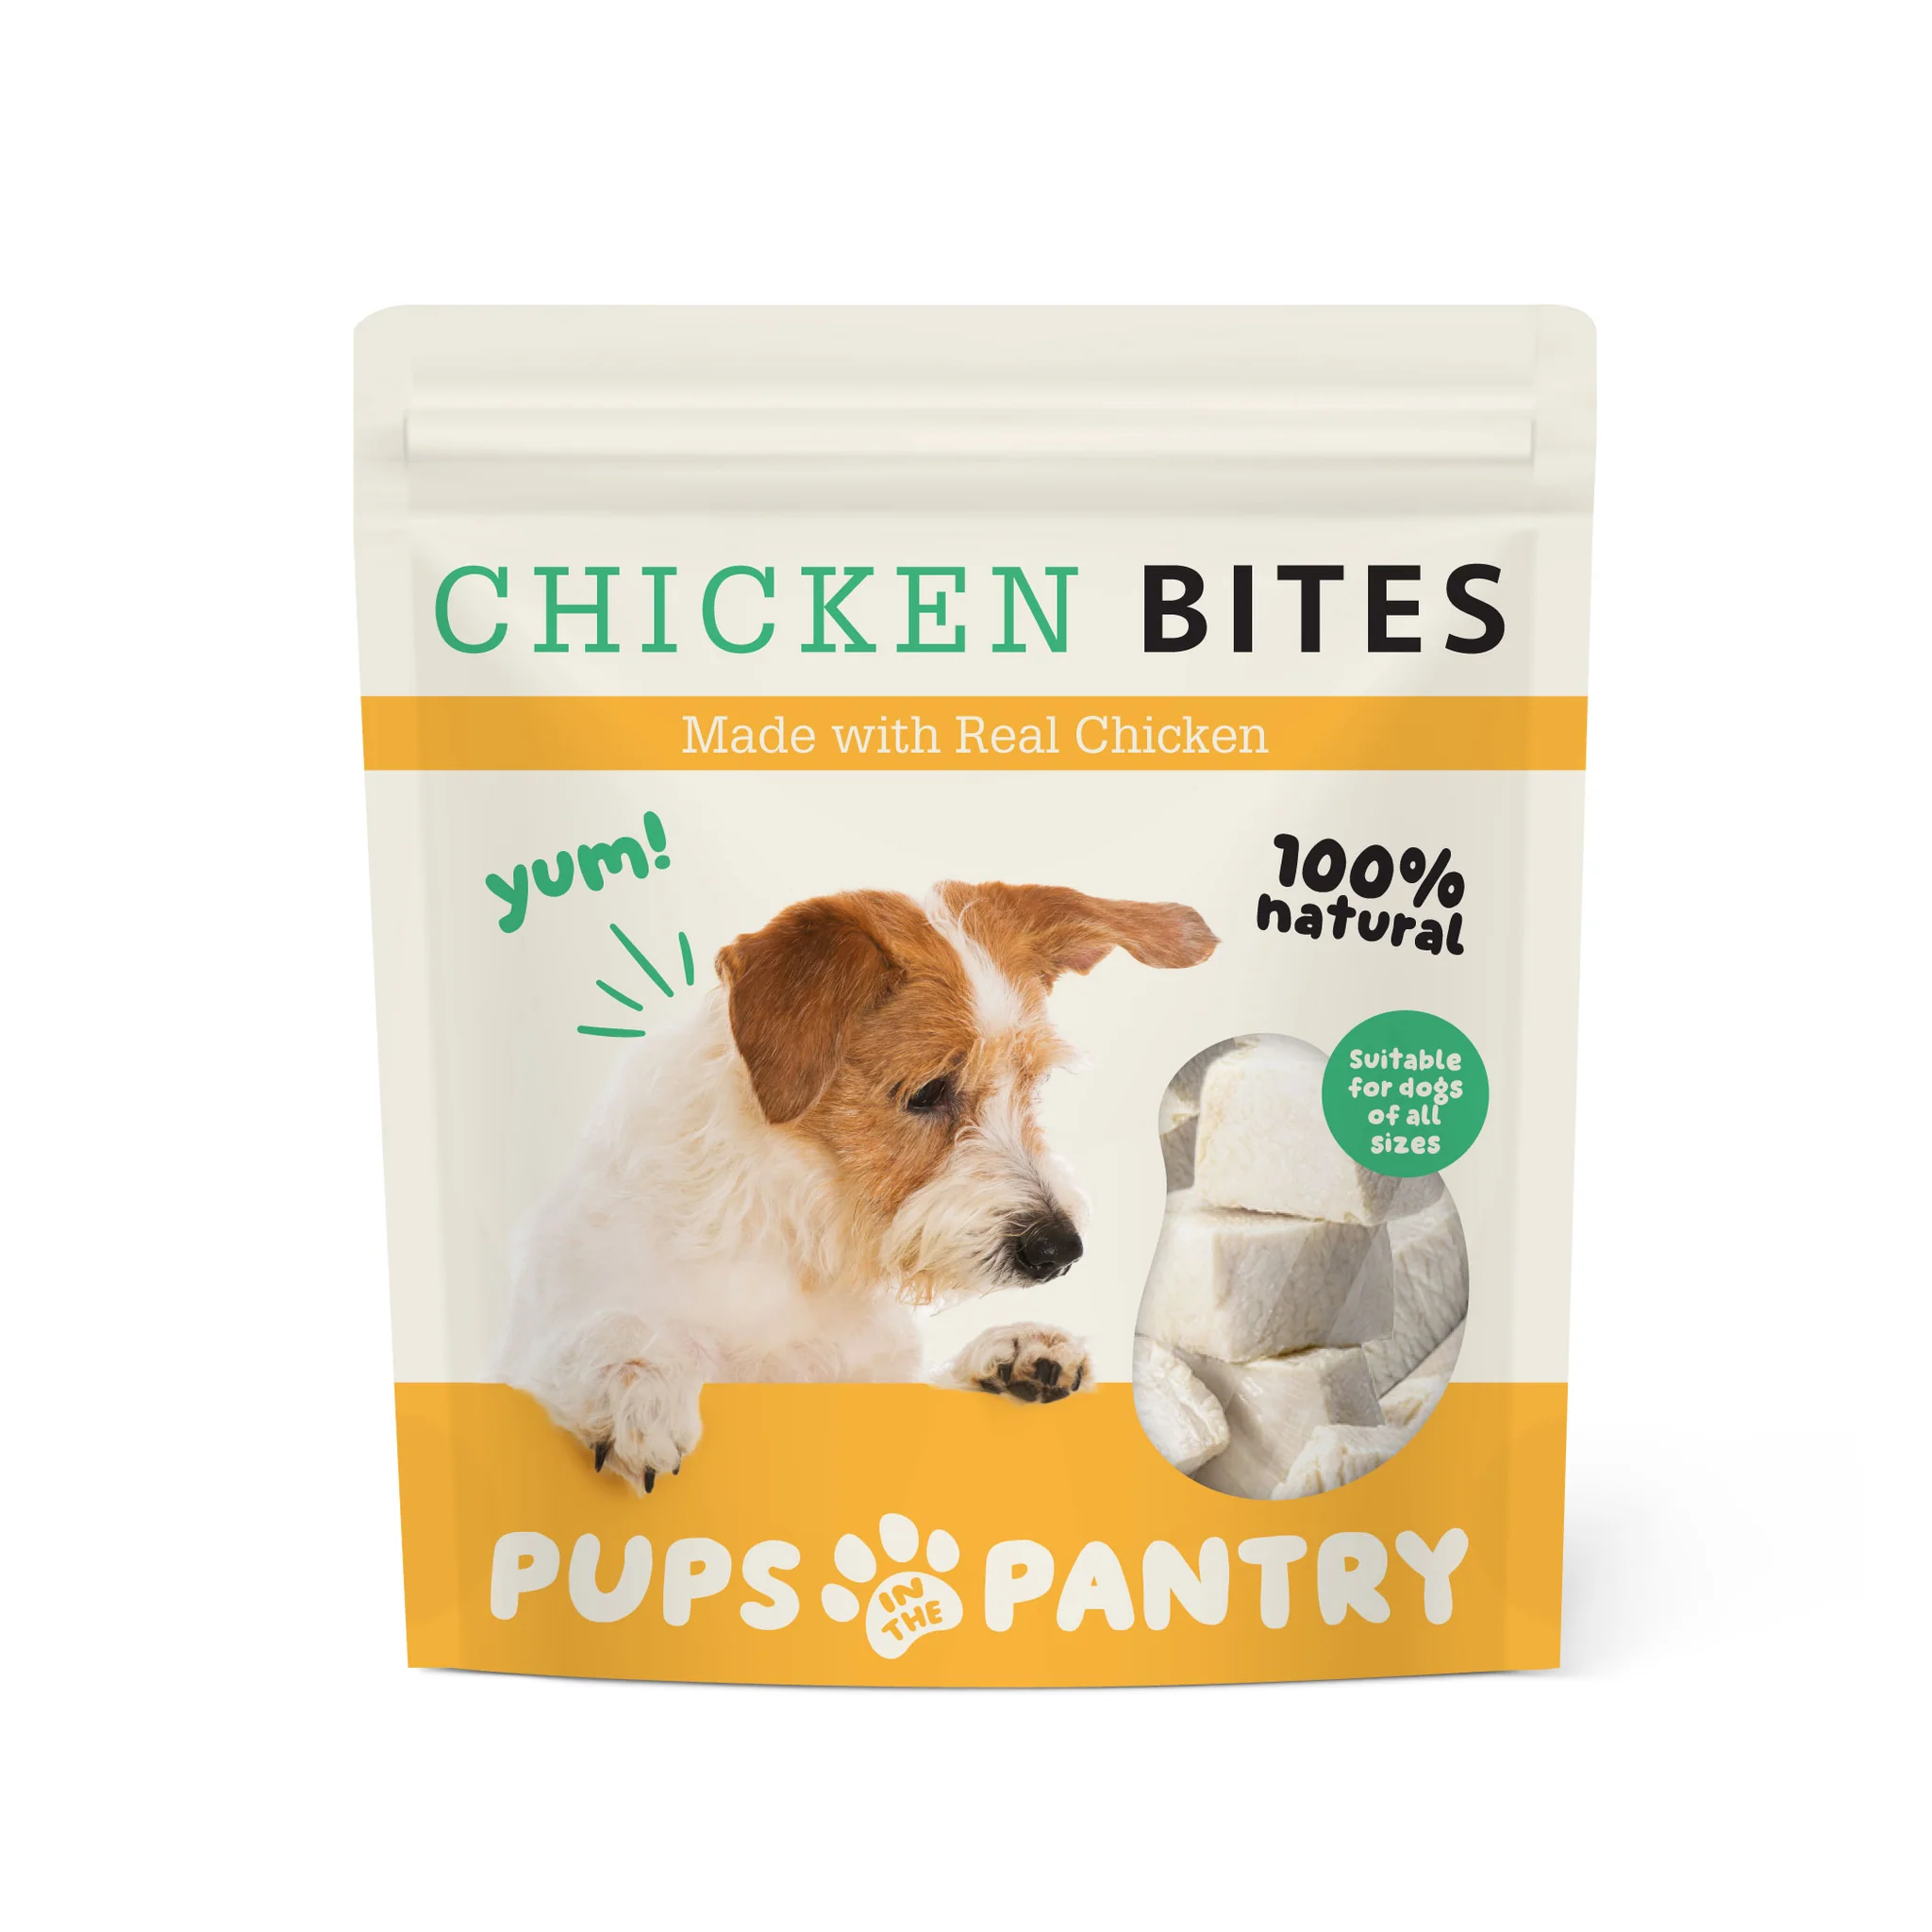 CHICKEN BITES
Made with Real Chicken
yum!
100%
natural
Suitable
for dogs
of all
sizes
PUPS IN THE PANTRY